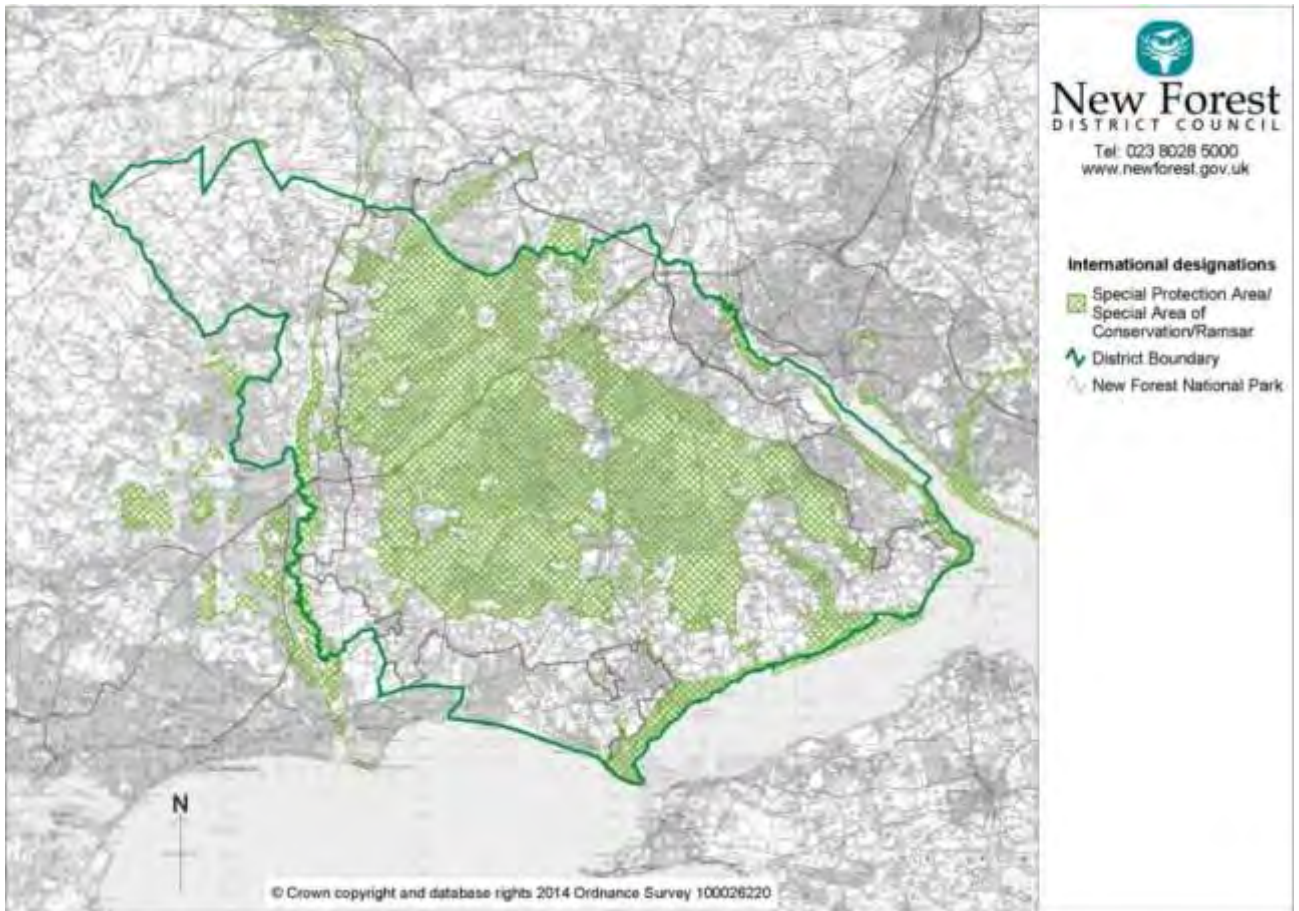 New Forest
DISTRICT COUNCIL
Tel: 023 8028 5000
www.newforest.gov.uk
International designations
Special Protection Area/
Special Area of
Conservation/Ramsar
District Boundary
New Forest National Park
N
© Crown copyright and database rights 2014 Ordnance Survey 100026220